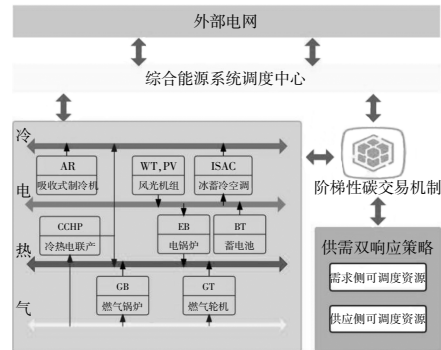 外部电网
综合能源系统调度中心
冷
AR
吸收式制冷机
WT,PV
风光机组
ISAC
冰蓄冷空调
阶梯性碳交易机制
电
CCHP
冷热电联产
EB
电锅炉
BT
蓄电池
供需双响应策略
热
需求侧可调度资源
GB
燃气锅炉
GT
燃气轮机
供应侧可调度资源
气